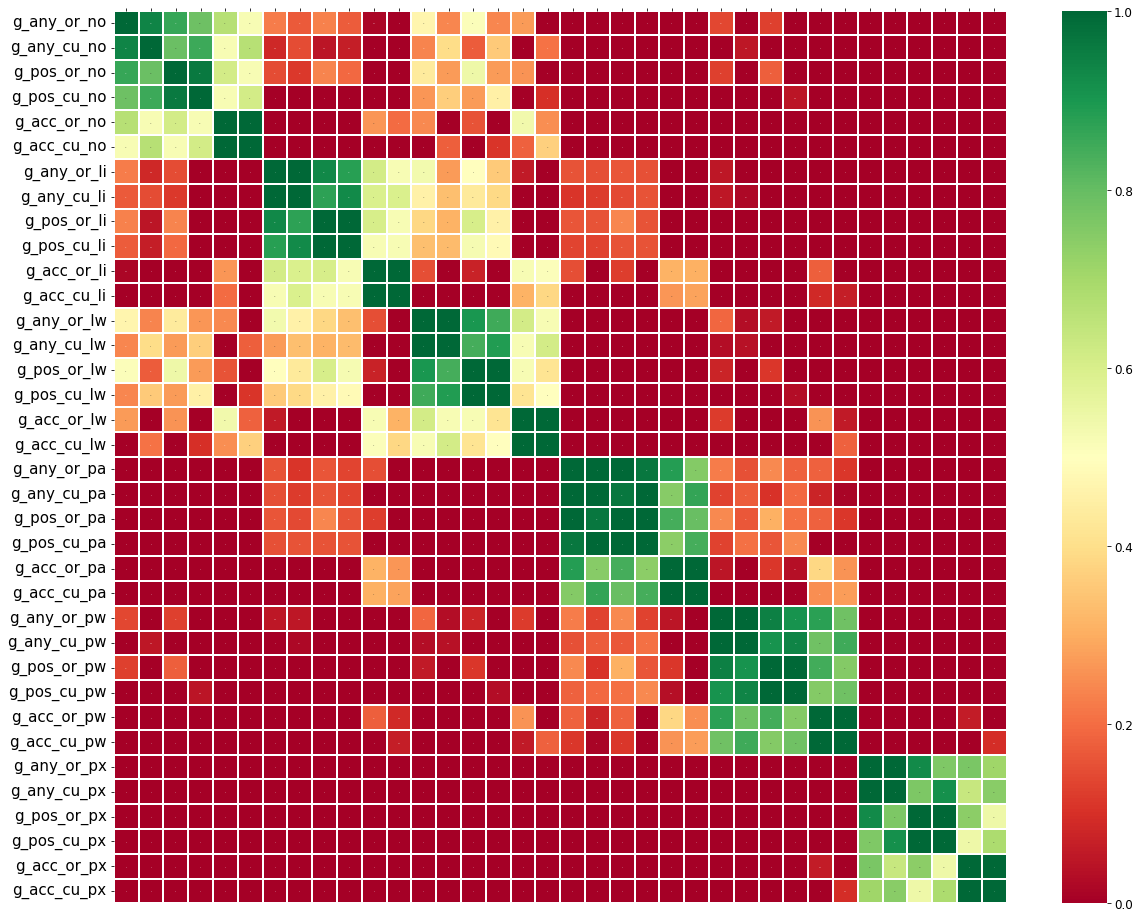 g_any_or_no
g_any_cu_no
g_pos_or_no
g_pos_cu_no
g_acc_or_no
g_acc_cu_no
g_any_or_li
g_any_cu_li
g_pos_or_li
g_pos_cu_li
g_acc_or_li
g_acc_cu_li
g_any_or_lw
g_any_cu_lw
g_pos_or_lw
g_pos_cu_lw
g_acc_or_lw
g_acc_cu_lw
g_any_or_pa
g_any_cu_pa
g_pos_or_pa
g_pos_cu_pa
g_acc_or_pa
g_acc_cu_pa
g_any_or_pw
g_any_cu_pw
g_pos_or_pw
g_pos_cu_pw
g_acc_or_pw
g_acc_cu_pw
g_any_or_px
g_any_cu_px
g_pos_or_px
g_pos_cu_px
g_acc_or_px
g_acc_cu_px
1.0
0.8
0.6
0.4
0.2
0.0